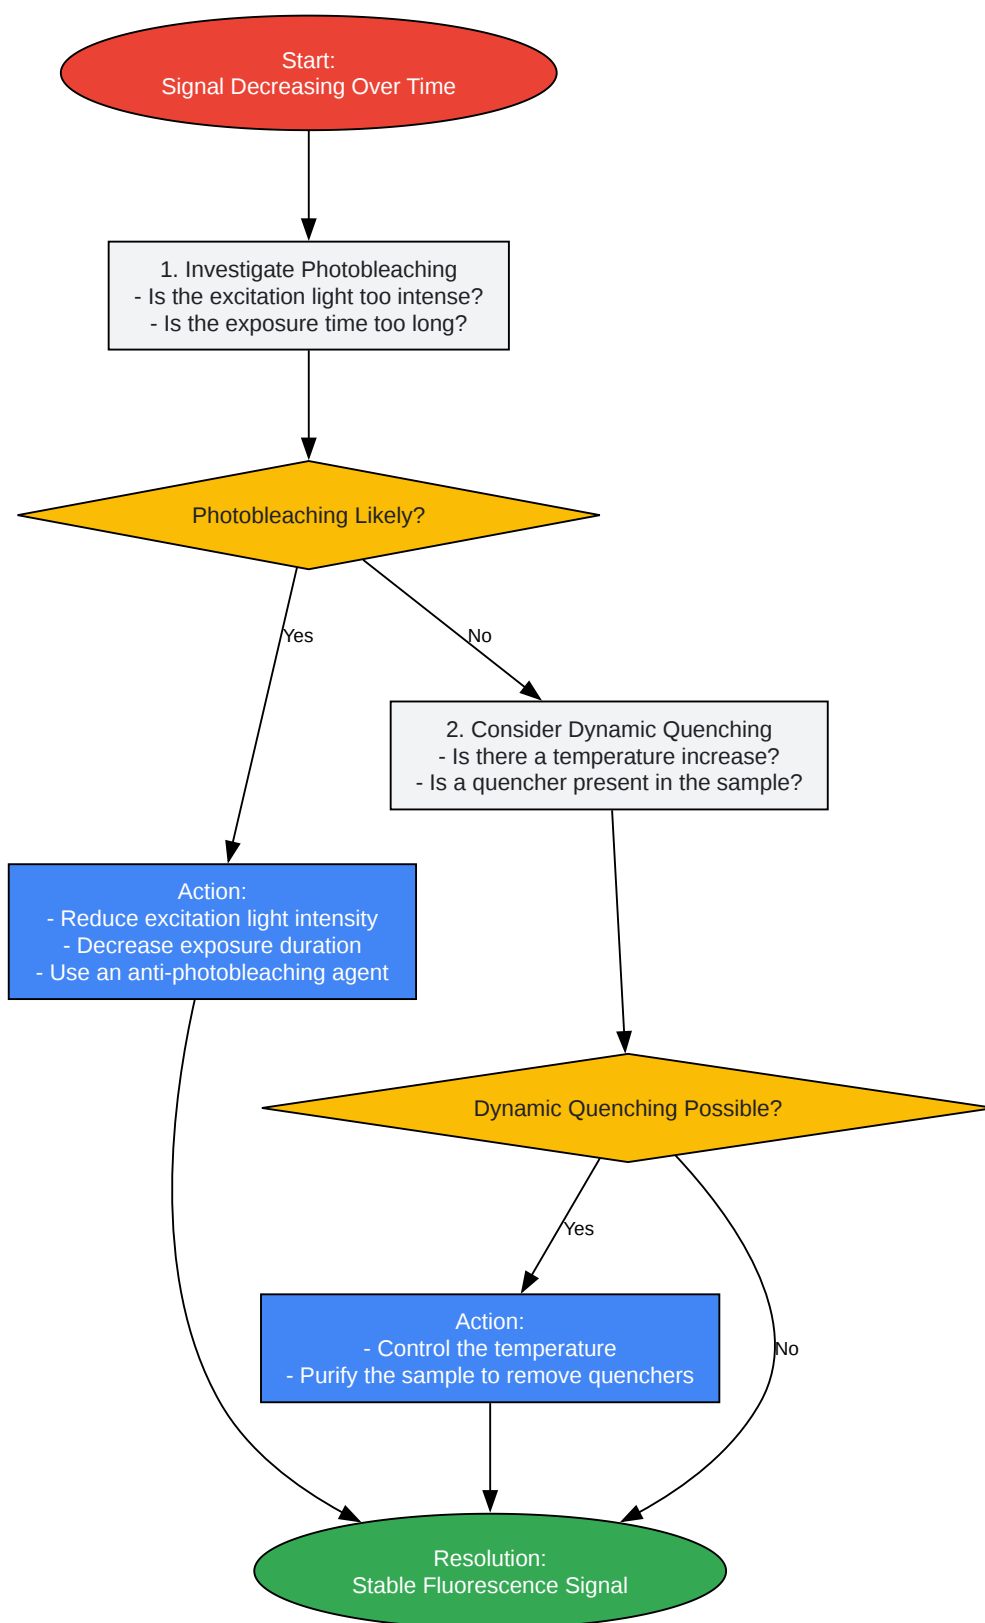 Start:
Signal Decreasing Over Time
1. Investigate Photobleaching
- Is the excitation light too intense?
- Is the exposure time too long?
Photobleaching Likely?
Yes
No
2. Consider Dynamic Quenching
- Is there a temperature increase?
- Is a quencher present in the sample?
Action:
- Reduce excitation light intensity
- Decrease exposure duration
- Use an anti-photobleaching agent
Dynamic Quenching Possible?
Yes
No
Action:
- Control the temperature
- Purify the sample to remove quenchers
Resolution:
Stable Fluorescence Signal